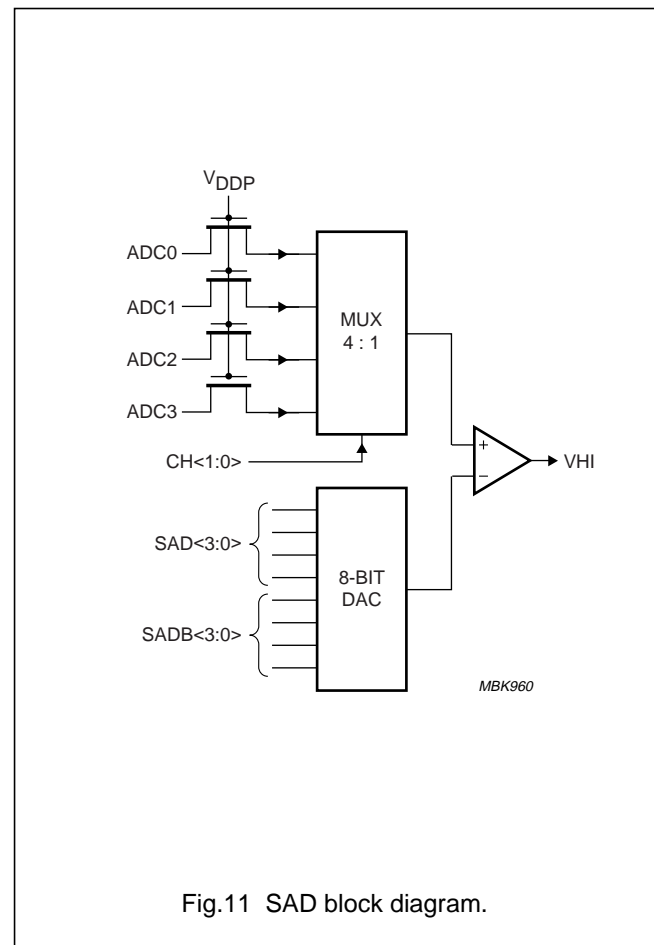 VDDP
ADC0
ADC1
ADC2
ADC3
MUX
4 : 1
CH<1:0>
+
−
VHI
SAD<3:0>
SADB<3:0>
8-BIT
DAC
MBK960
Fig.11 SAD block diagram.